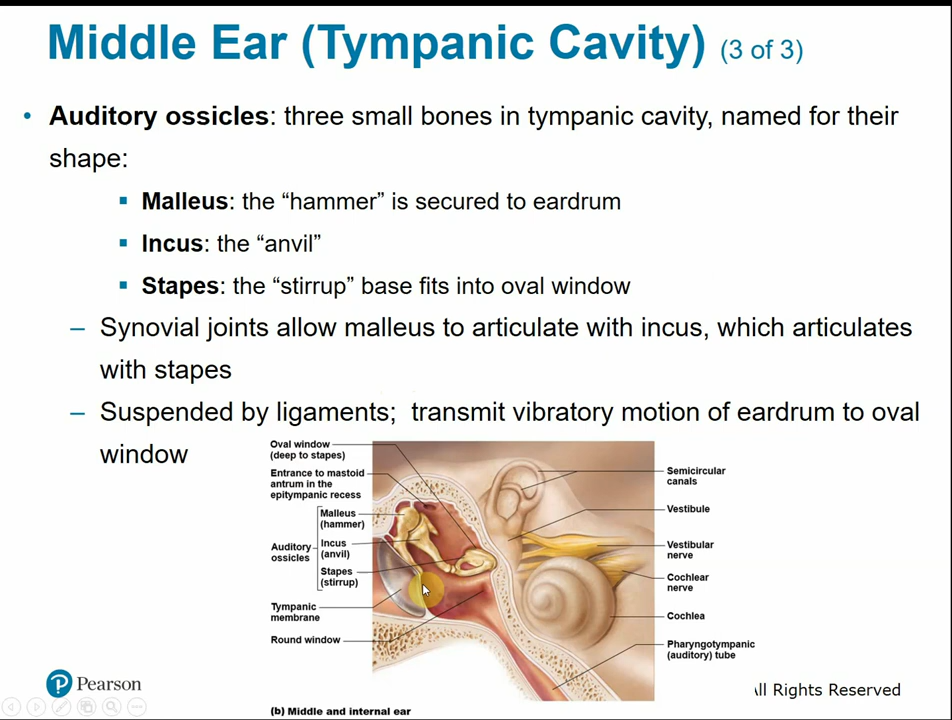 Middle Ear (Tympanic Cavity) (3 of 3)
• Auditory ossicles: three small bones in tympanic cavity, named for their
shape:
▪ Malleus: the “hammer” is secured to eardrum
▪ Incus: the “anvil”
▪ Stapes: the “stirrup” base fits into oval window
– Synovial joints allow malleus to articulate with incus, which articulates
with stapes
– Suspended by ligaments;  transmit vibratory motion of eardrum to oval
window
Oval window
(deep to stapes)
Entrance to mastoid
antrum in the
epitympanic recess
Auditory
ossicles
Malleus
(hammer)
Incus
(anvil)
Stapes
(stirrup)
Tympanic
membrane
Round window
Semicircular
canals
Vestibule
Vestibular
nerve
Cochlear
nerve
Cochlea
Pharyngotympanic
(auditory) tube
(b) Middle and internal ear
P Pearson
All Rights Reserved